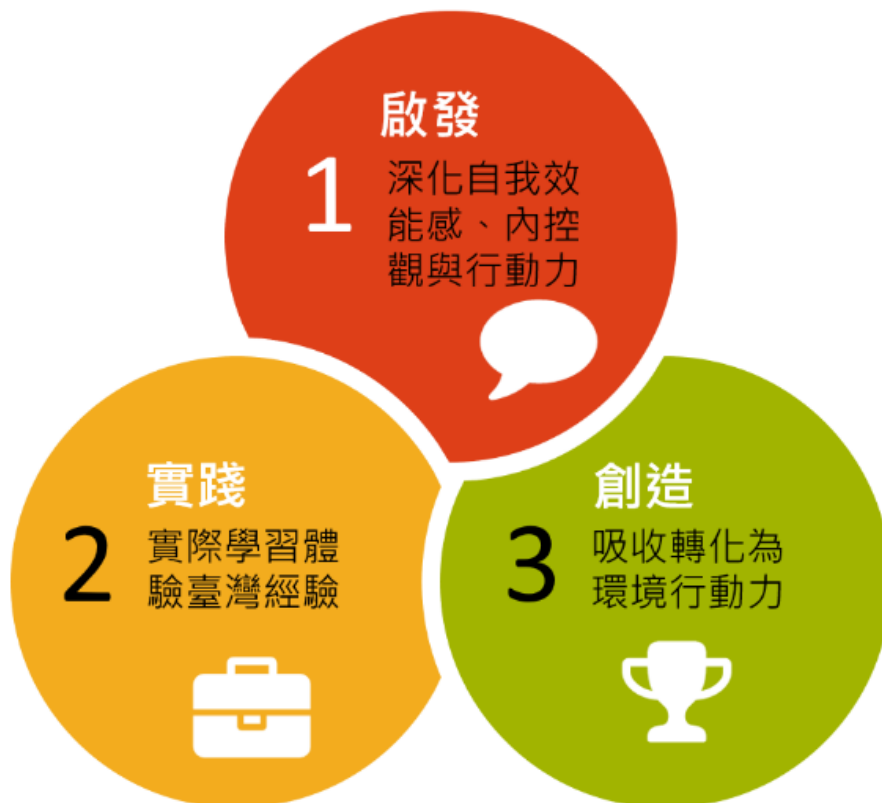 啟發
1
深化自我效
能感、內控
觀與行動力
實踐
2
實際學習體
驗臺灣經驗
創造
3
吸收轉化為
環境行動力